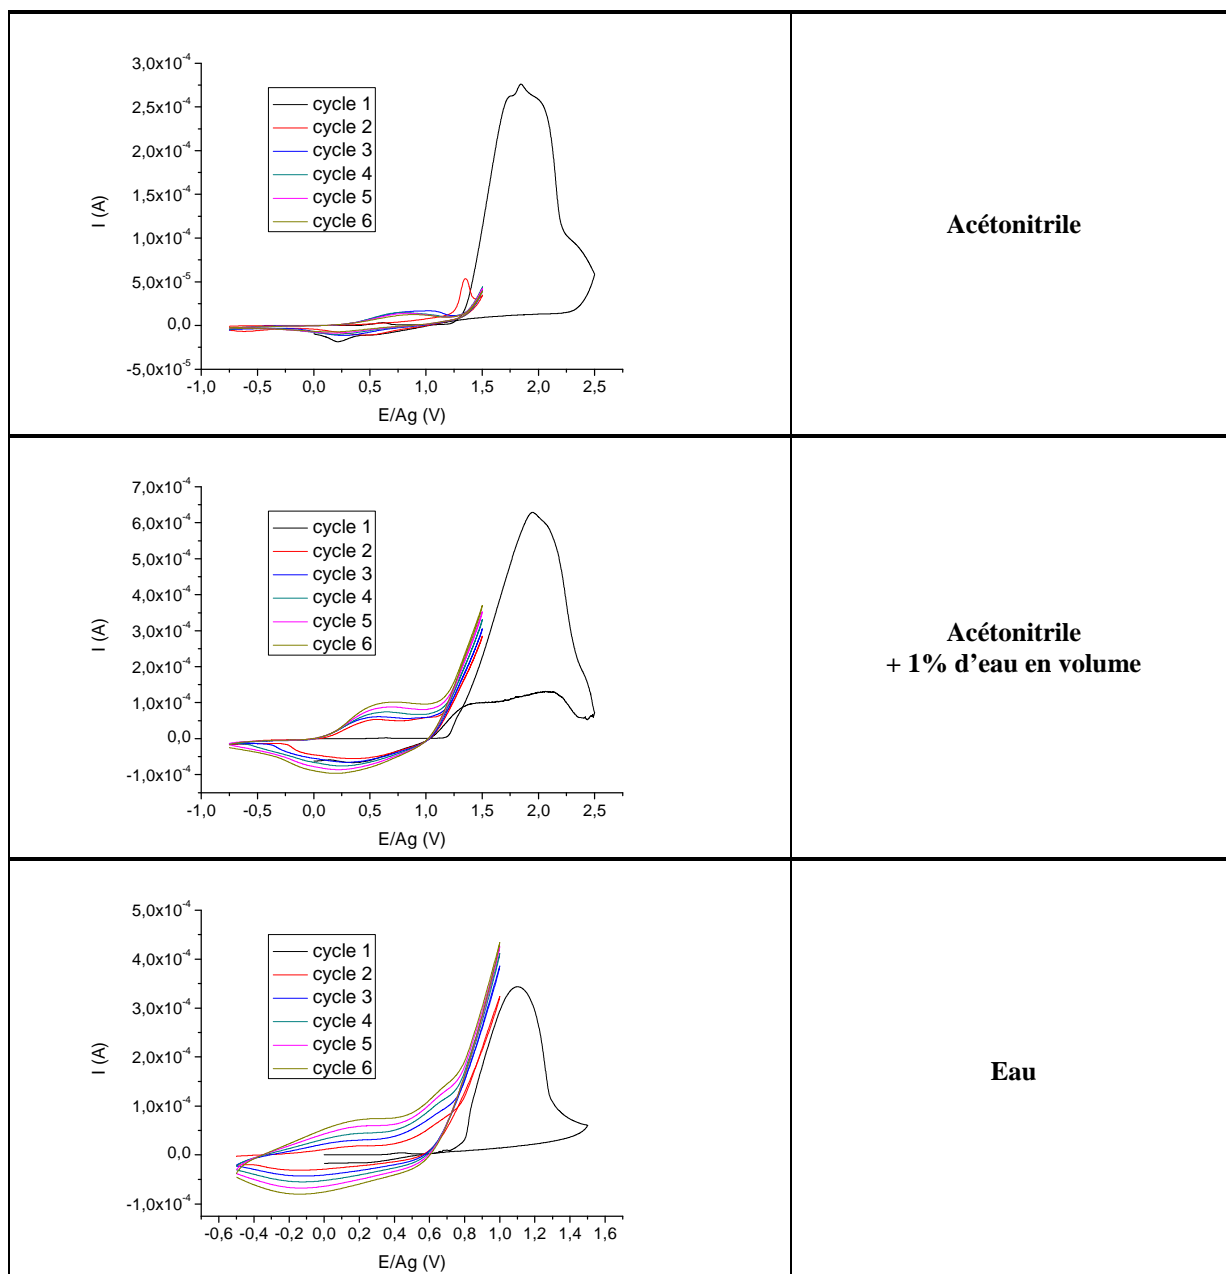 3,0x10⁻⁴
2,5x10⁻⁴
2,0x10⁻⁴
1,5x10⁻⁴
1,0x10⁻⁴
5,0x10⁻⁵
0,0
-5,0x10⁻⁵
I (A)
cycle 1
cycle 2
cycle 3
cycle 4
cycle 5
cycle 6
-1,0 -0,5 0,0 0,5 1,0 1,5 2,0 2,5
E/Ag (V)
Acétonitrile
7,0x10⁻⁴
6,0x10⁻⁴
5,0x10⁻⁴
4,0x10⁻⁴
3,0x10⁻⁴
2,0x10⁻⁴
1,0x10⁻⁴
0,0
-1,0x10⁻⁴
I (A)
cycle 1
cycle 2
cycle 3
cycle 4
cycle 5
cycle 6
-1,0 -0,5 0,0 0,5 1,0 1,5 2,0 2,5
E/Ag (V)
Acétonitrile
+ 1% d’eau en volume
5,0x10⁻⁴
4,0x10⁻⁴
3,0x10⁻⁴
2,0x10⁻⁴
1,0x10⁻⁴
0,0
-1,0x10⁻⁴
I (A)
cycle 1
cycle 2
cycle 3
cycle 4
cycle 5
cycle 6
-0,6 -0,4 -0,2 0,0 0,2 0,4 0,6 0,8 1,0 1,2 1,4 1,6
E/Ag (V)
Eau